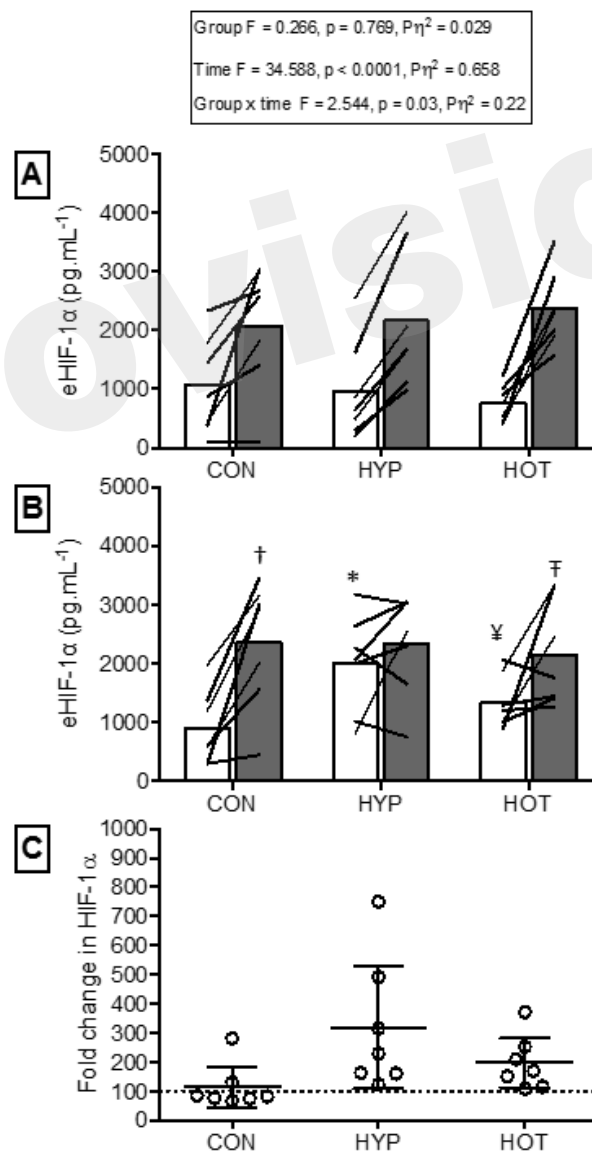 Group F = 0.266, p = 0.769, Pη² = 0.029
Time F = 34.588, p < 0.0001, Pη² = 0.658
Group x time F = 2.544, p = 0.03, Pη² = 0.22
A
eHIF-1α (pg.mL⁻¹)
5000
4000
3000
2000
1000
0
CON HYP HOT
B
eHIF-1α (pg.mL⁻¹)
5000
4000
3000
2000
1000
0
† * ¥ Ŧ
CON HYP HOT
C
Fold change in HIF-1α
1000
900
800
700
600
500
400
300
200
100
0
CON HYP HOT